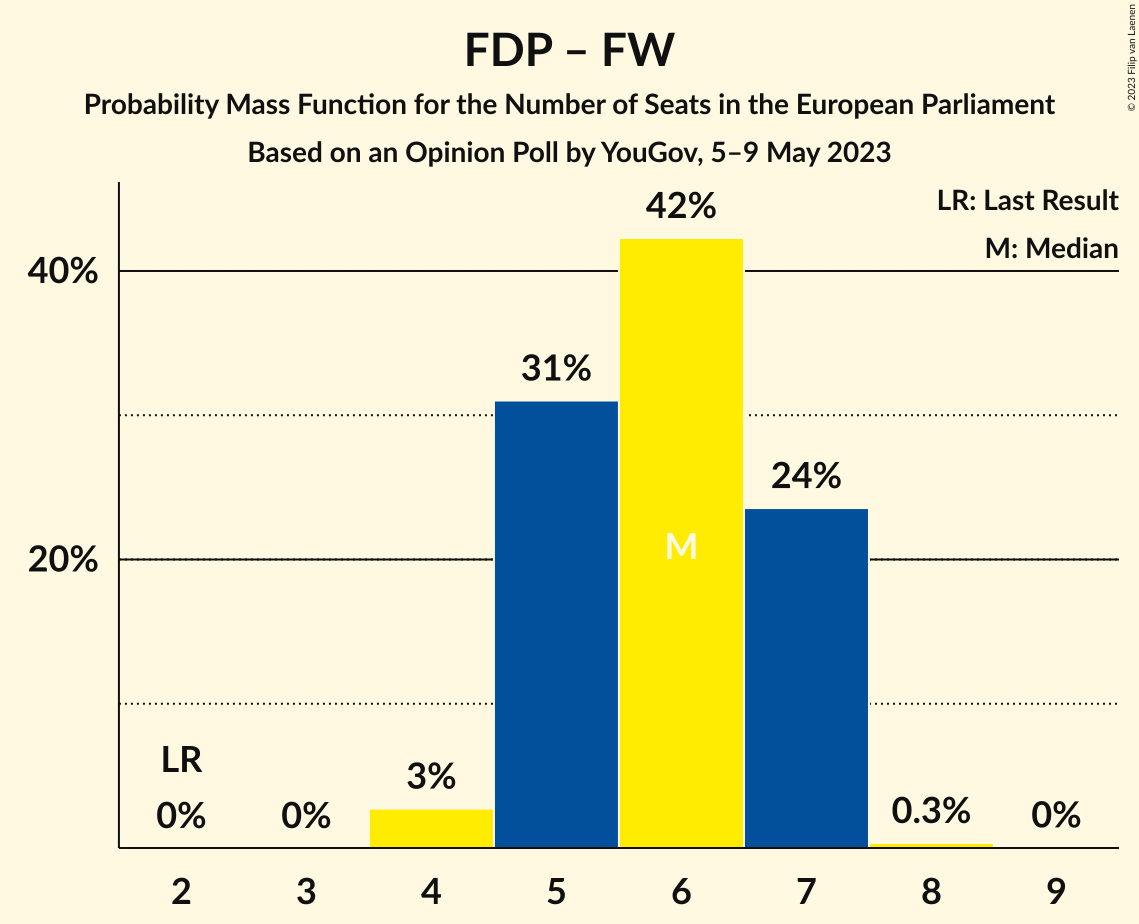 FDP – FW
Probability Mass Function for the Number of Seats in the European Parliament
Based on an Opinion Poll by YouGov, 5–9 May 2023
© 2023 Filip van Laenen
LR: Last Result
M: Median
42%
40%
31%
24%
M
20%
LR
0%
0%
3%
0.3%
0%
2 3 4 5 6 7 8 9